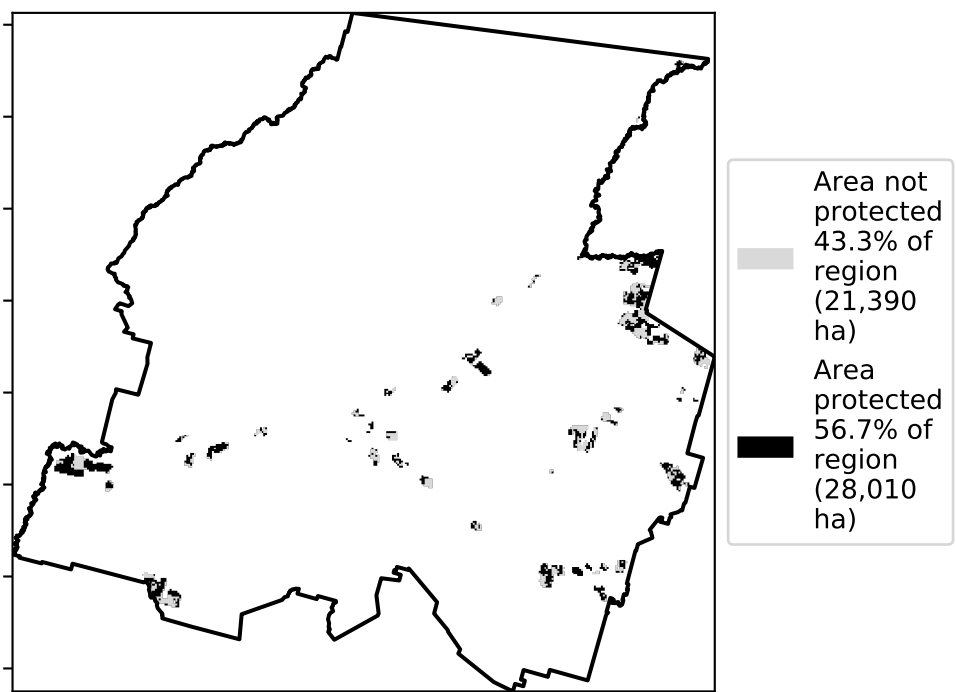 Area not
protected
43.3% of
region
(21,390
ha)
Area
protected
56.7% of
region
(28,010
ha)